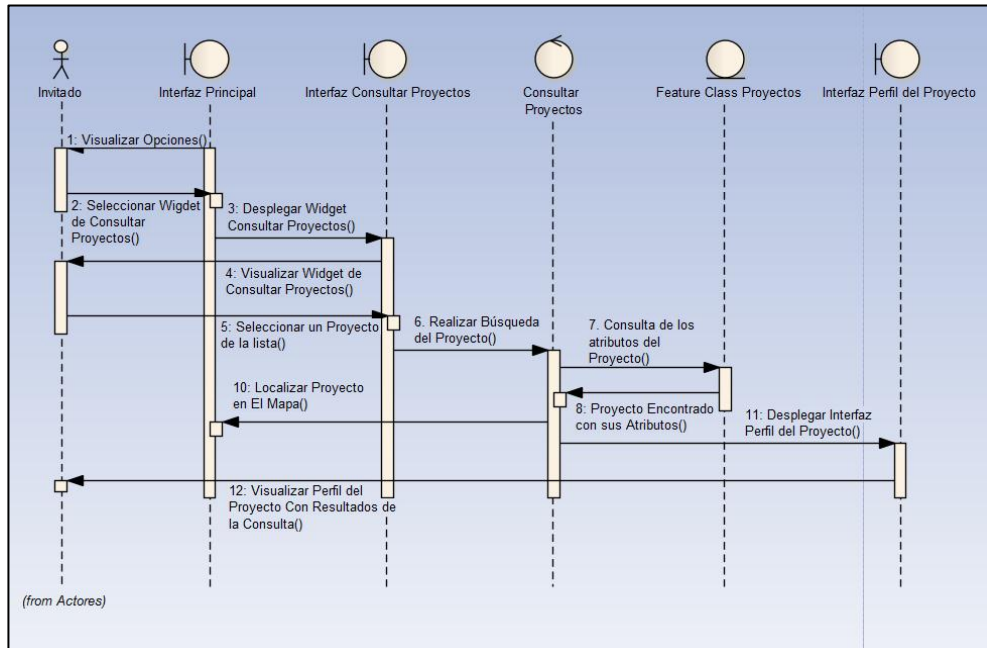 Invitado
Interfaz Principal
Interfaz Consultar Proyectos
Consultar
Proyectos
Feature Class Proyectos
Interfaz Perfil del Proyecto
1: Visualizar Opciones()
2: Seleccionar Wigdet
de Consultar
Proyectos()
3: Desplegar Widget
Consultar Proyectos()
4: Visualizar Widget de
Consultar Proyectos()
5: Seleccionar un Proyecto
de la lista()
6. Realizar Búsqueda
del Proyecto()
7. Consulta de los
atributos del
Proyecto()
10: Localizar Proyecto
en El Mapa()
8: Proyecto Encontrado
con sus Atributos()
11: Desplegar Interfaz
Perfil del Proyecto()
12: Visualizar Perfil del
Proyecto Con Resultados de
la Consulta()
(from Actores)